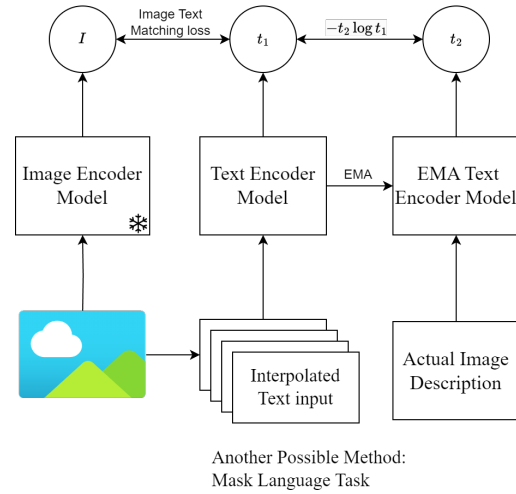 Image Text
Matching loss
I
t₁
−t₂ log t₁
t₂
Image Encoder
Model
Text Encoder
Model
EMA
EMA Text
Encoder Model
Interpolated
Text input
Actual Image
Description
Another Possible Method:
Mask Language Task